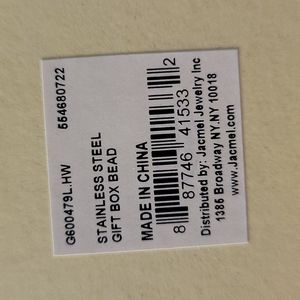 554680722
G600479L.HW
STAINLESS STEEL
GIFT BOX BEAD
MADE IN CHINA
8 87746 41533 2
Distributed by: Jacmel Jewelry Inc
1385 Broadway NY.NY 10018
www.Jacmel.com